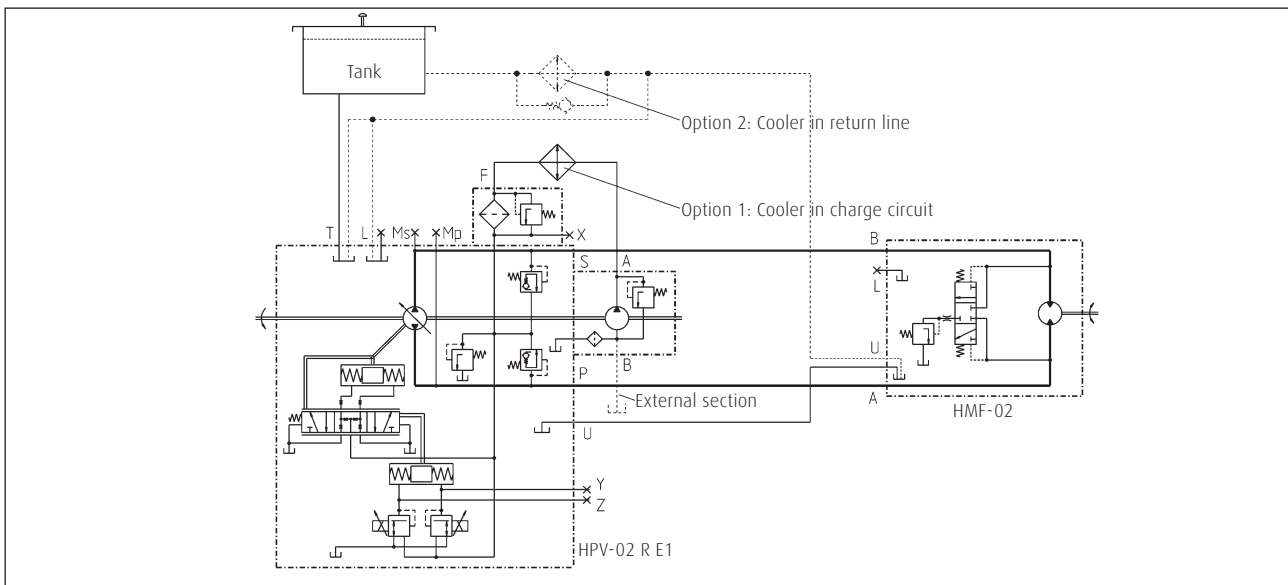 Tank
Option 2: Cooler in return line
F
Option 1: Cooler in charge circuit
T
L
Ms
Mp
X
S
A
B
L
P
B
U
A
External section
U
HMF-02
Y
Z
HPV-02 R E1